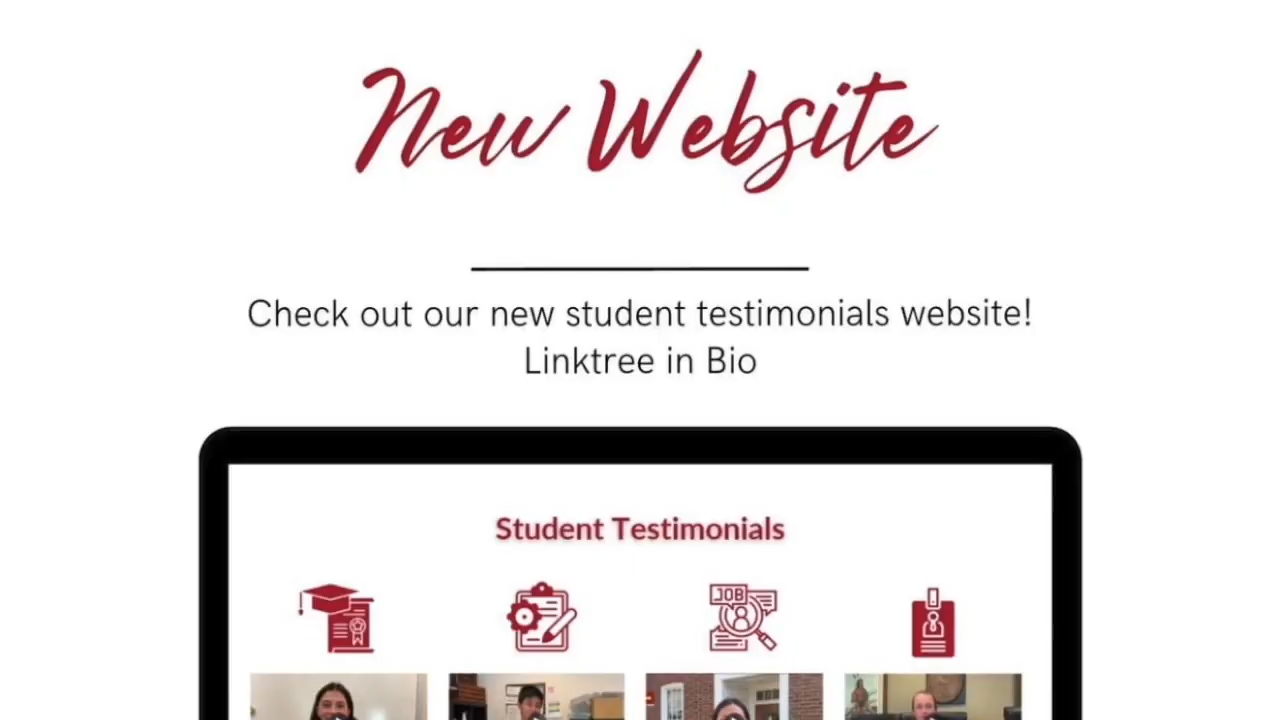 New Website
Check out our new student testimonials website!
Linktree in Bio
Student Testimonials
JOB